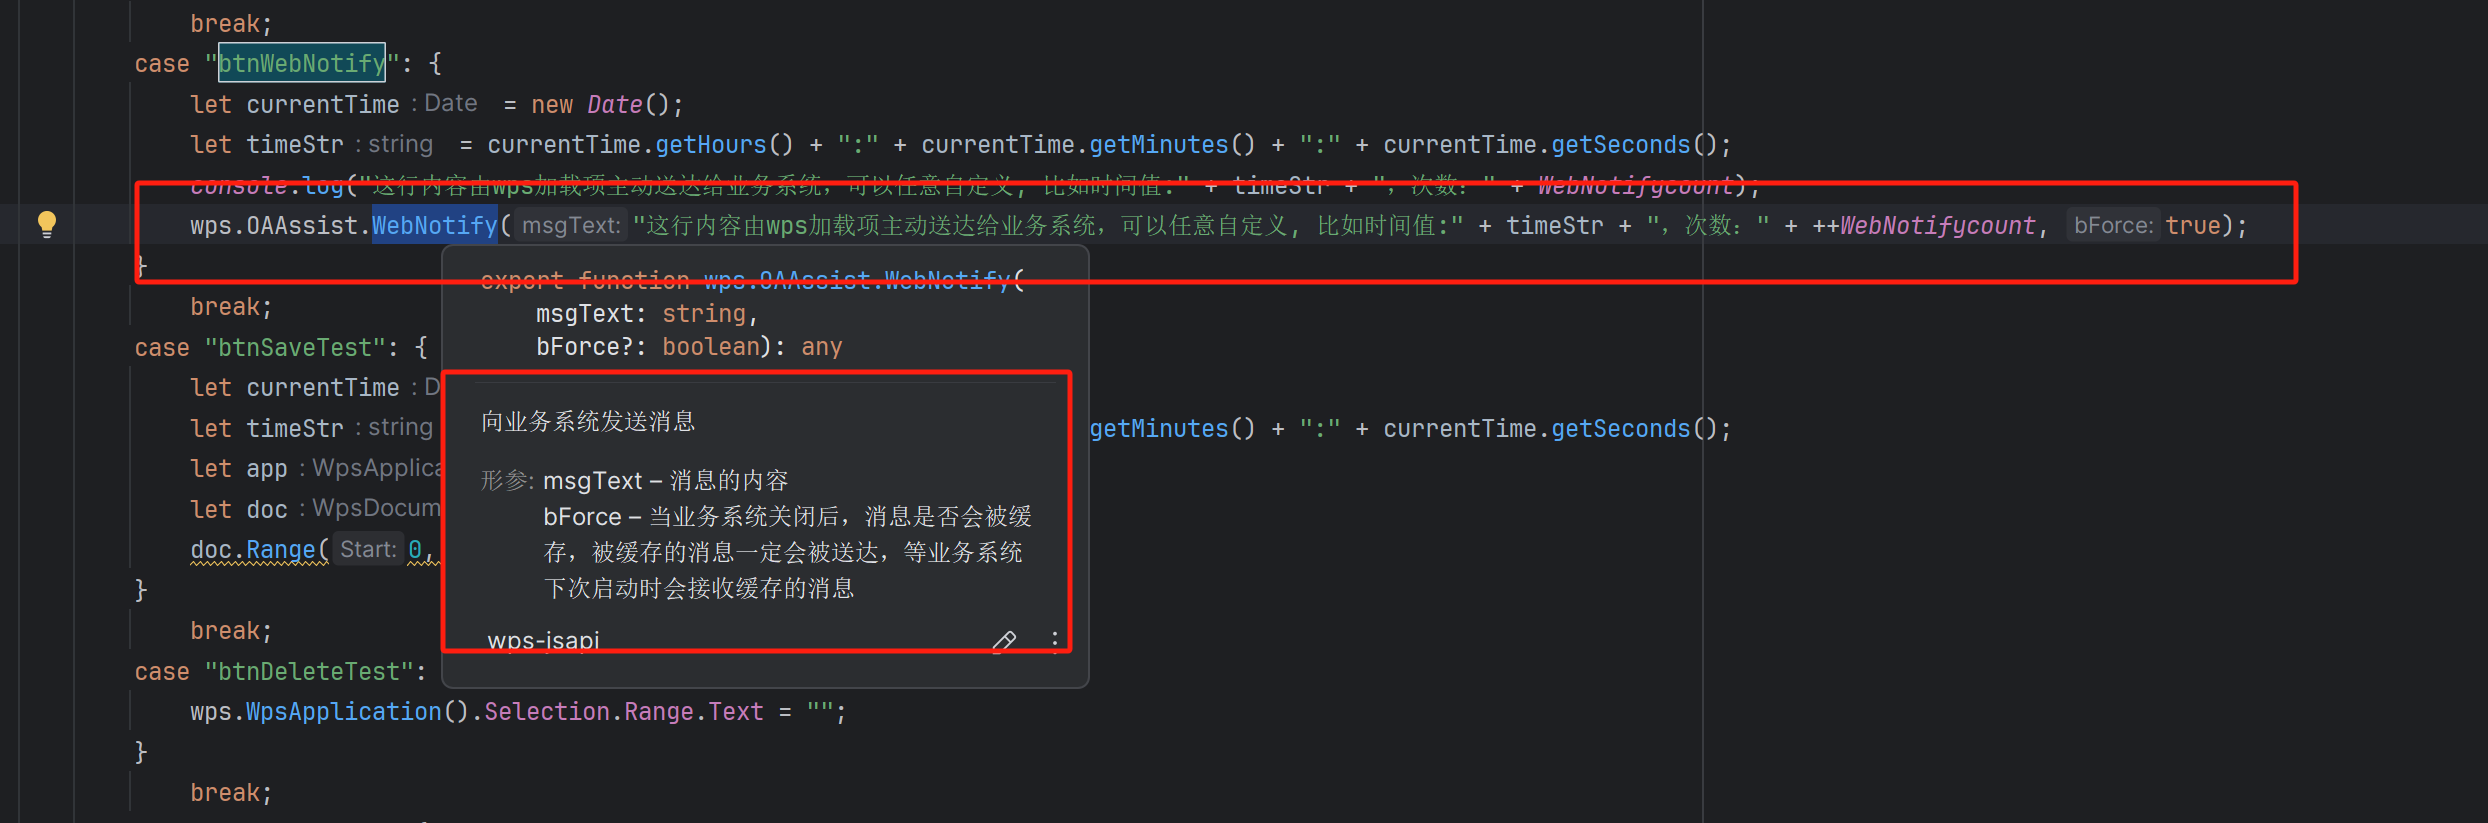 break;
case "btnWebNotify": {
let currentTime : Date = new Date();
let timeStr : string = currentTime.getHours() + ":" + currentTime.getMinutes() + ":" + currentTime.getSeconds();
console.log("这行内容由wps加载项主动送达给业务系统，可以任意自定义, 比如时间值:" + timeStr + "，次数：" + WebNotifycount);
wps.OAAssist.WebNotify( msgText: "这行内容由wps加载项主动送达给业务系统，可以任意自定义, 比如时间值:" + timeStr + "，次数：" + ++WebNotifycount, bForce: true);
}
export function wps.OAAssist.WebNotify(
break;
msgText: string,
case "btnSaveTest": {
bForce?: boolean): any
let currentTime : D
向业务系统发送消息
let timeStr : string getMinutes() + ":" + currentTime.getSeconds();
let app : WpsApplica
形参: msgText – 消息的内容
let doc : WpsDocum
bForce – 当业务系统关闭后，消息是否会被缓
doc.Range( Start: 0,
存，被缓存的消息一定会被送达，等业务系统
下次启动时会接收缓存的消息
}
wps-jsapi
break;
case "btnDeleteTest":
wps.WpsApplication().Selection.Range.Text = "";
}
break;